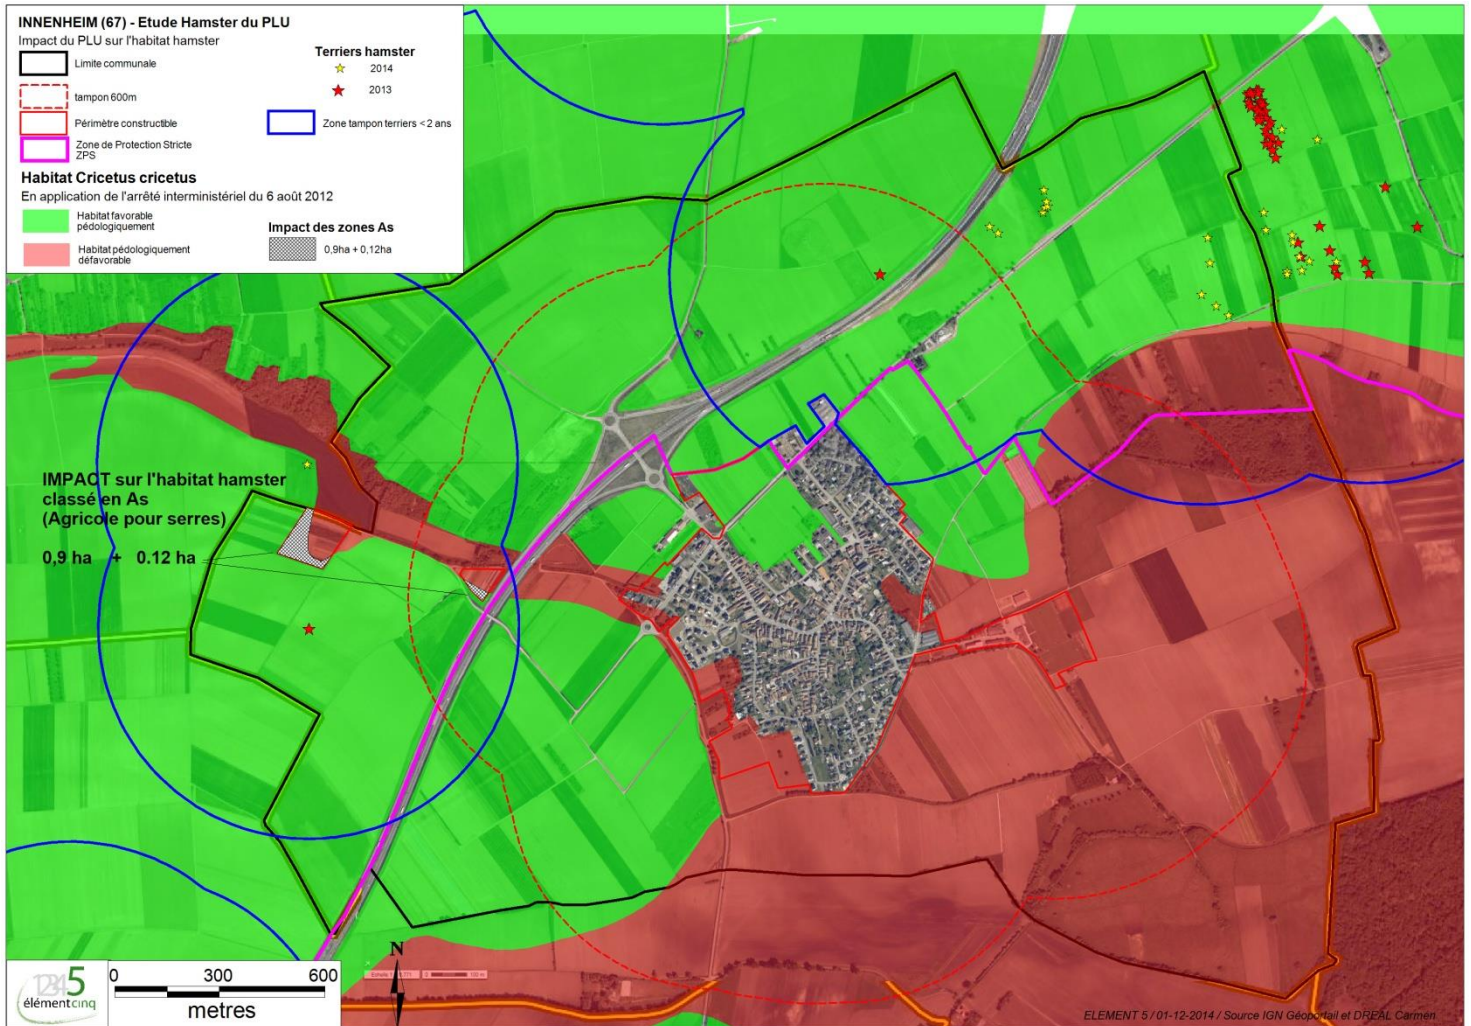 INNENHEIM (67) - Etude Hamster du PLU
Impact du PLU sur l'habitat hamster
Limite communale
tampon 600m
Périmètre constructible
Zone de Protection Stricte
ZPS
Terriers hamster
2014
2013
Zone tampon terriers < 2 ans
Habitat Cricetus cricetus
En application de l'arrêté interministériel du 6 août 2012
Habitat favorable
pédologiquement
Habitat pédologiquement
défavorable
Impact des zones As
0,9ha + 0,12ha
IMPACT sur l'habitat hamster
classé en As
(Agricole pour serres)
0,9 ha + 0.12 ha
12345
élémentcinq
0 300 600
metres
N
ELEMENT 5 / 01-12-2014 / Source IGN Géoportail et DREAL Carmen